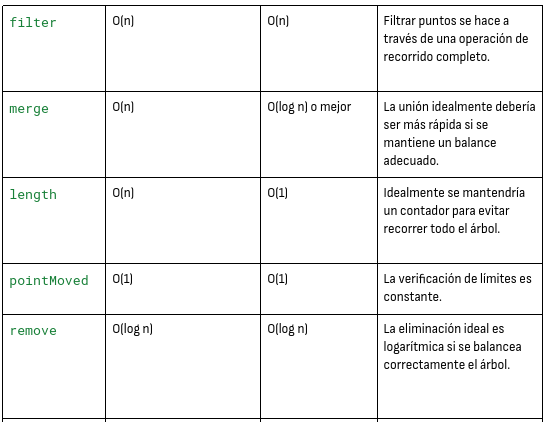 filter
O(n)
O(n)
Filtrar puntos se hace a
través de una operación de
recorrido completo.
merge
O(n)
O(log n) o mejor
La unión idealmente debería
ser más rápida si se
mantiene un balance
adecuado.
length
O(n)
O(1)
Idealmente se mantendría
un contador para evitar
recorrer todo el árbol.
pointMoved
O(1)
O(1)
La verificación de límites es
constante.
remove
O(log n)
O(log n)
La eliminación ideal es
logarítmica si se balancea
correctamente el árbol.